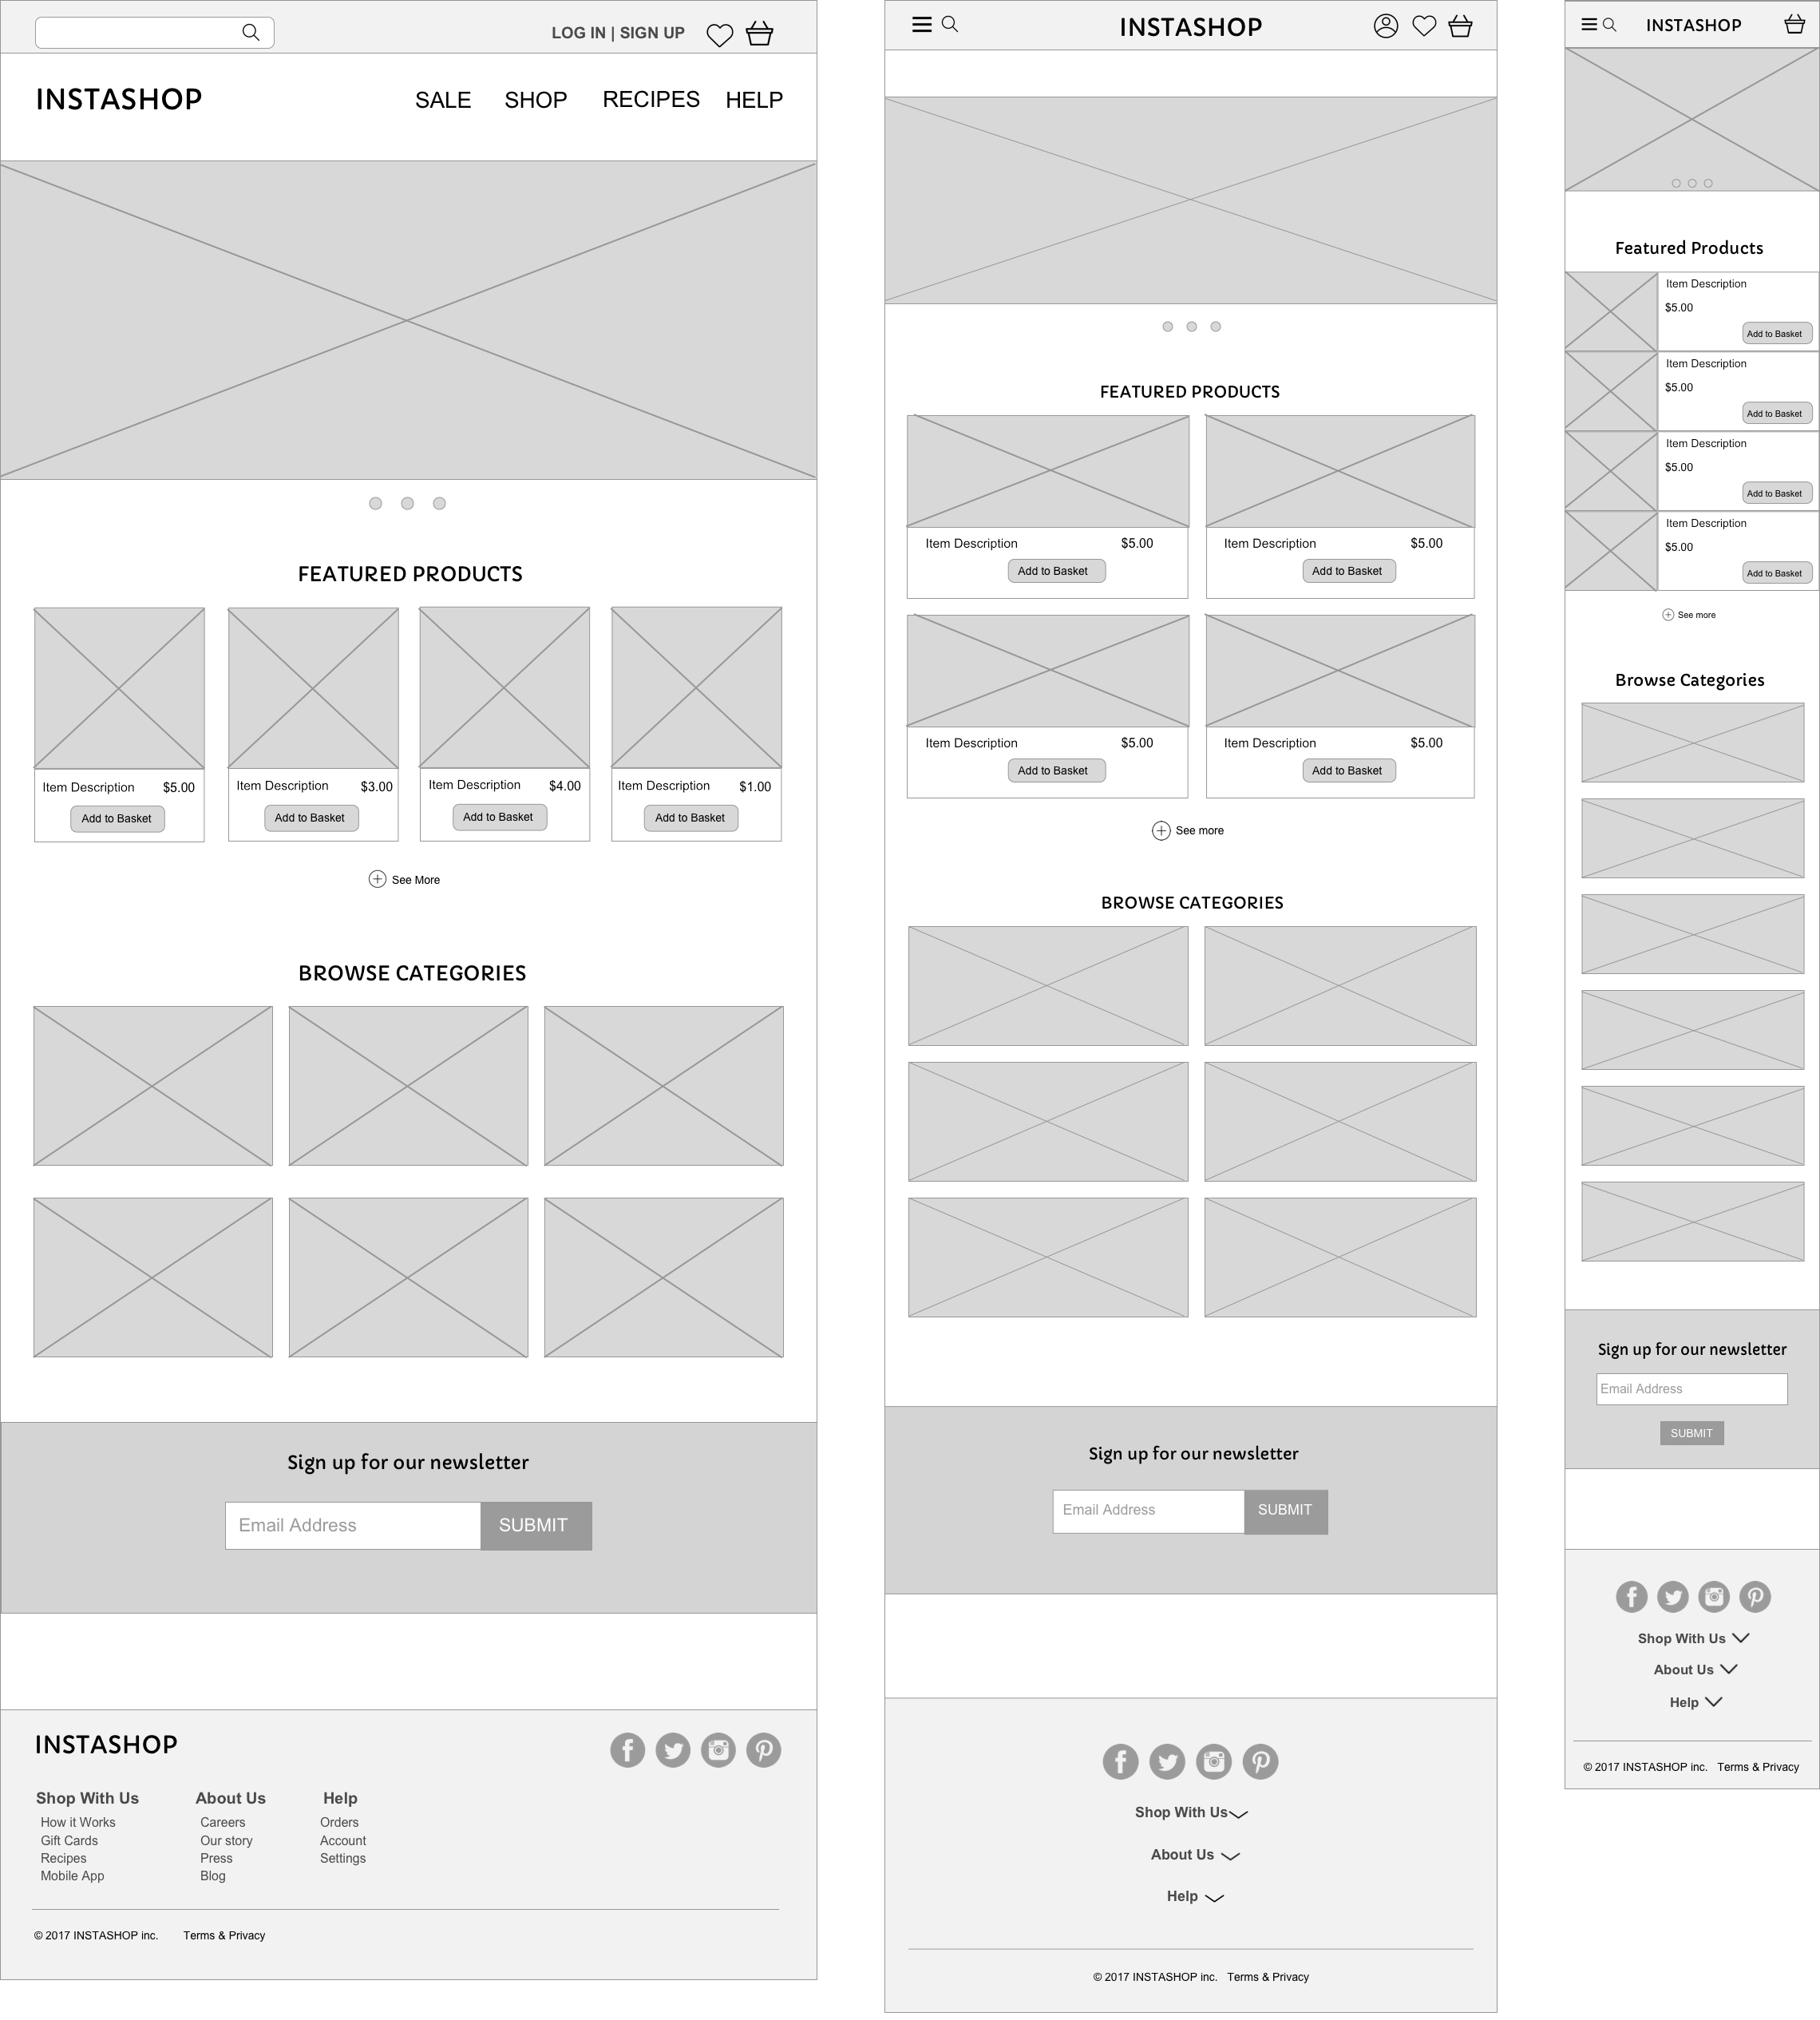 LOG IN | SIGN UP
INSTASHOP
SALE SHOP RECIPES HELP
FEATURED PRODUCTS
Item Description $5.00
Add to Basket
Item Description $3.00
Add to Basket
Item Description $4.00
Add to Basket
Item Description $1.00
Add to Basket
See More
BROWSE CATEGORIES
Sign up for our newsletter
Email Address SUBMIT
INSTASHOP
Shop With Us
How it Works
Gift Cards
Recipes
Mobile App
About Us
Careers
Our story
Press
Blog
Help
Orders
Account
Settings
© 2017 INSTASHOP inc. Terms & Privacy
INSTASHOP
FEATURED PRODUCTS
Item Description $5.00
Add to Basket
Item Description $5.00
Add to Basket
Item Description $5.00
Add to Basket
Item Description $5.00
Add to Basket
See more
BROWSE CATEGORIES
Sign up for our newsletter
Email Address SUBMIT
Shop With Us
About Us
Help
© 2017 INSTASHOP inc. Terms & Privacy
INSTASHOP
Featured Products
Item Description
$5.00
Add to Basket
Item Description
$5.00
Add to Basket
Item Description
$5.00
Add to Basket
Item Description
$5.00
Add to Basket
See more
Browse Categories
Sign up for our newsletter
Email Address
SUBMIT
Shop With Us
About Us
Help
© 2017 INSTASHOP inc. Terms & Privacy